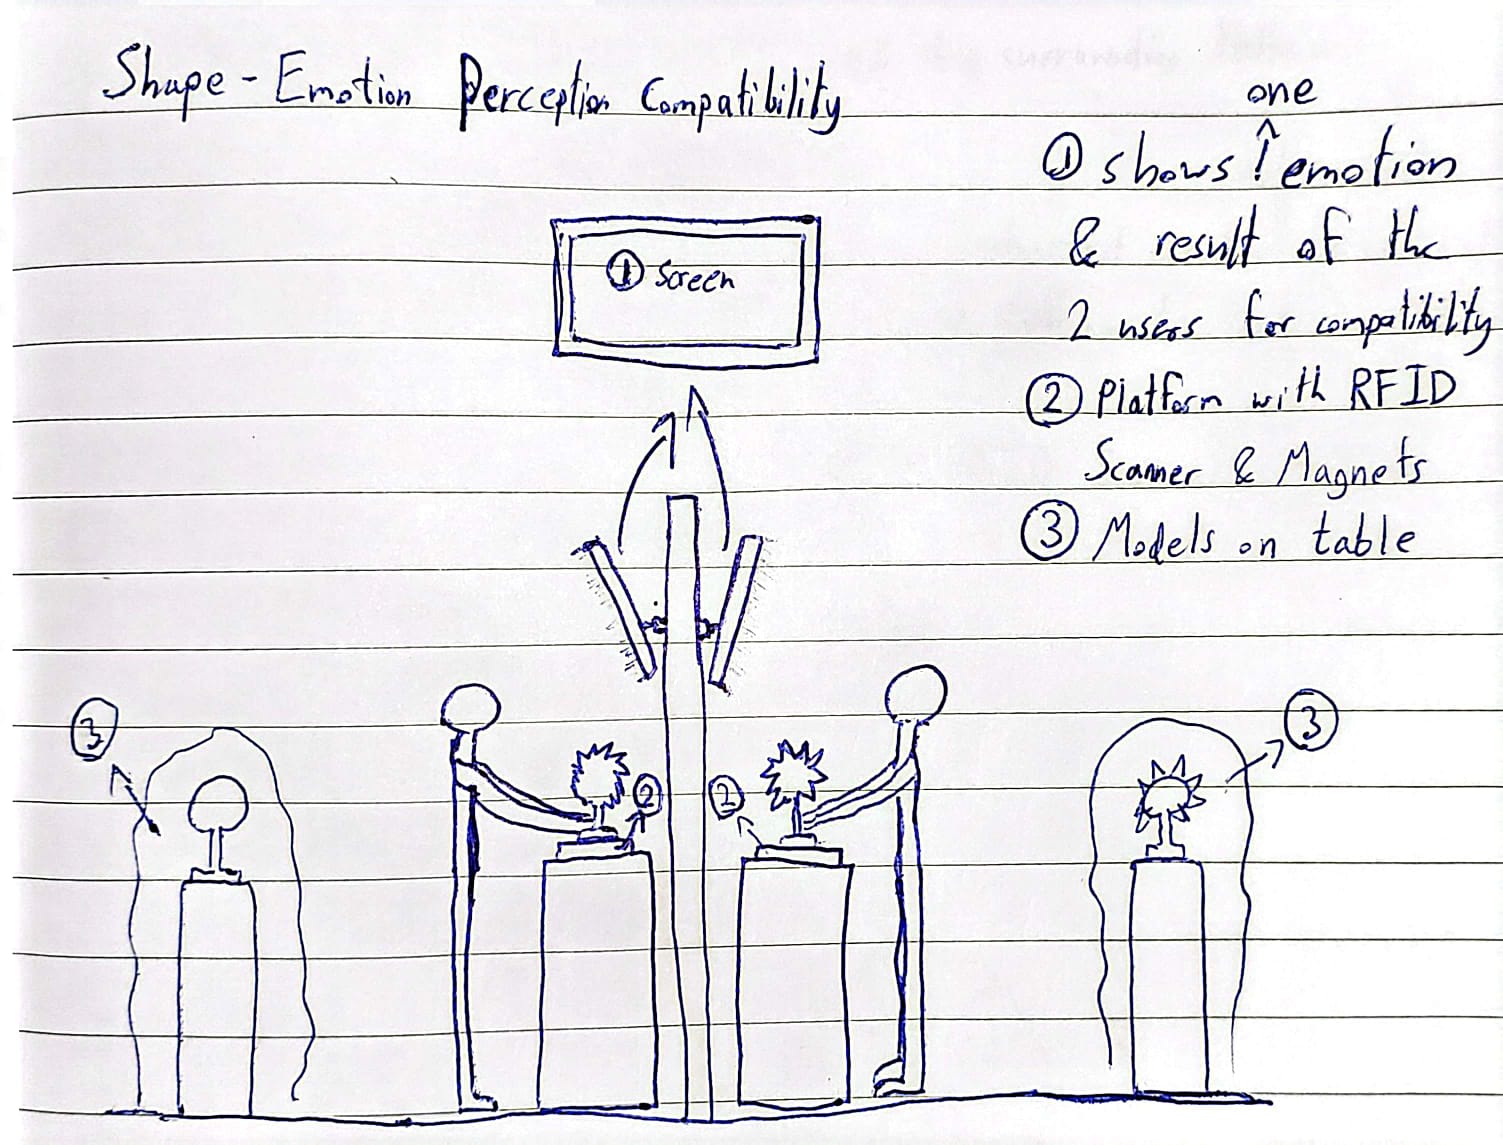 Shape-Emotion Perception Compatibility
one
① shows emotion
& result of the
2 users for compatibility
② Platform with RFID
Scanner & Magnets
③ Models on table
① Screen
③
③
②
②